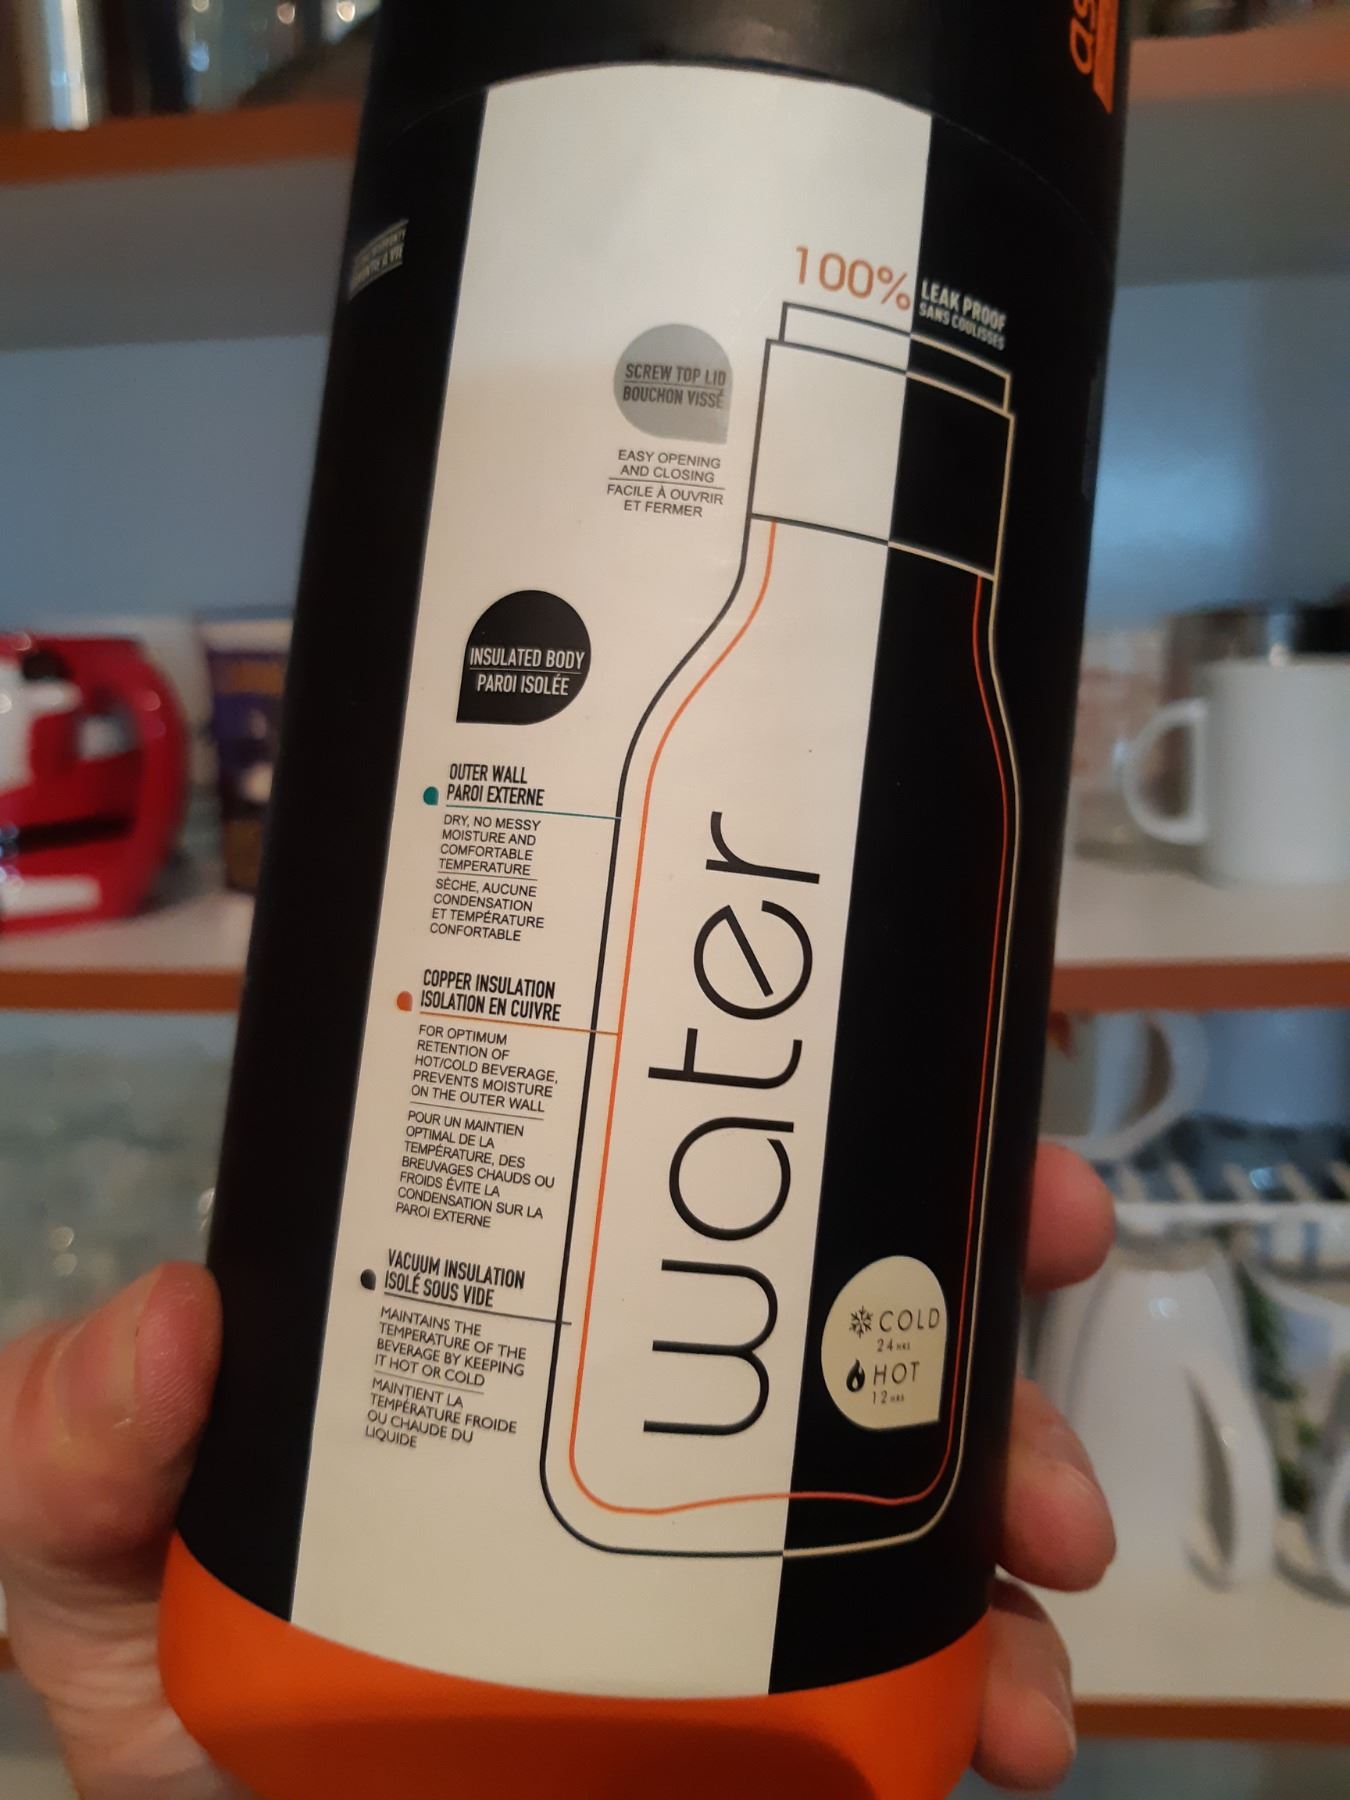 as
GARANTIE À VIE
100%
LEAK PROOF
SANS COULISSES
SCREW TOP LID
BOUCHON VISSÉ
EASY OPENING
AND CLOSING
FACILE À OUVRIR
ET FERMER
INSULATED BODY
PAROI ISOLÉE
OUTER WALL
PAROI EXTERNE
DRY, NO MESSY
MOISTURE AND
COMFORTABLE
TEMPERATURE
SÈCHE, AUCUNE
CONDENSATION
ET TEMPÉRATURE
CONFORTABLE
COPPER INSULATION
ISOLATION EN CUIVRE
FOR OPTIMUM
RETENTION OF
HOT/COLD BEVERAGE,
PREVENTS MOISTURE
ON THE OUTER WALL
POUR UN MAINTIEN
OPTIMAL DE LA
TEMPÉRATURE, DES
BREUVAGES CHAUDS OU
FROIDS ÉVITE LA
CONDENSATION SUR LA
PAROI EXTERNE
VACUUM INSULATION
ISOLÉ SOUS VIDE
MAINTAINS THE
TEMPERATURE OF THE
BEVERAGE BY KEEPING
IT HOT OR COLD
MAINTIENT LA
TEMPÉRATURE FROIDE
OU CHAUDE DU
LIQUIDE
water
COLD
24 HRS
HOT
12 HRS